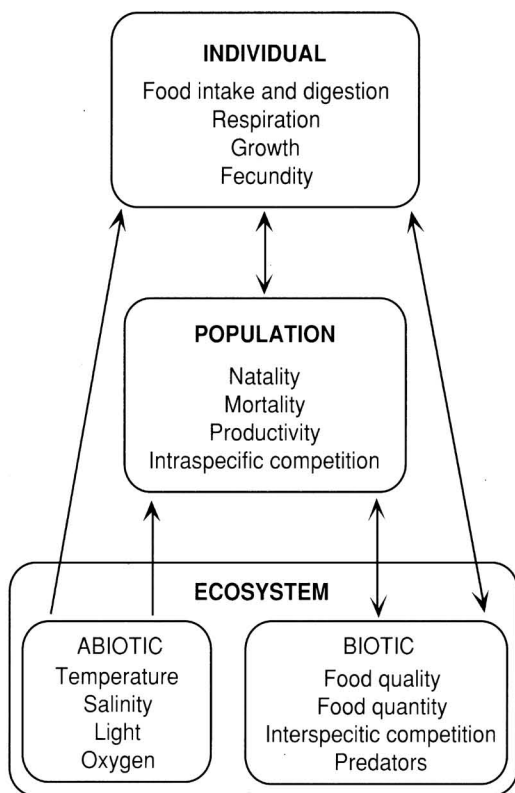 INDIVIDUAL
Food intake and digestion
Respiration
Growth
Fecundity
POPULATION
Natality
Mortality
Productivity
Intraspecific competition
ECOSYSTEM
ABIOTIC
Temperature
Salinity
Light
Oxygen
BIOTIC
Food quality
Food quantity
Interspecitic competition
Predators